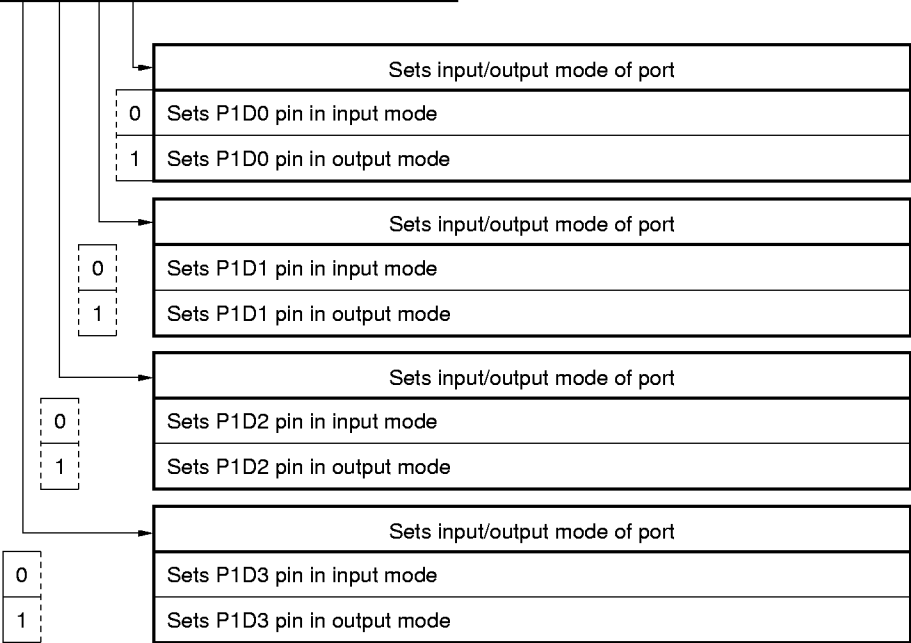 Sets input/output mode of port
0 Sets P1D0 pin in input mode
1 Sets P1D0 pin in output mode
Sets input/output mode of port
0 Sets P1D1 pin in input mode
1 Sets P1D1 pin in output mode
Sets input/output mode of port
0 Sets P1D2 pin in input mode
1 Sets P1D2 pin in output mode
Sets input/output mode of port
0 Sets P1D3 pin in input mode
1 Sets P1D3 pin in output mode